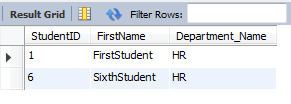 Result Grid Filter Rows:
StudentID FirstName Department_Name
1 FirstStudent HR
6 SixthStudent HR